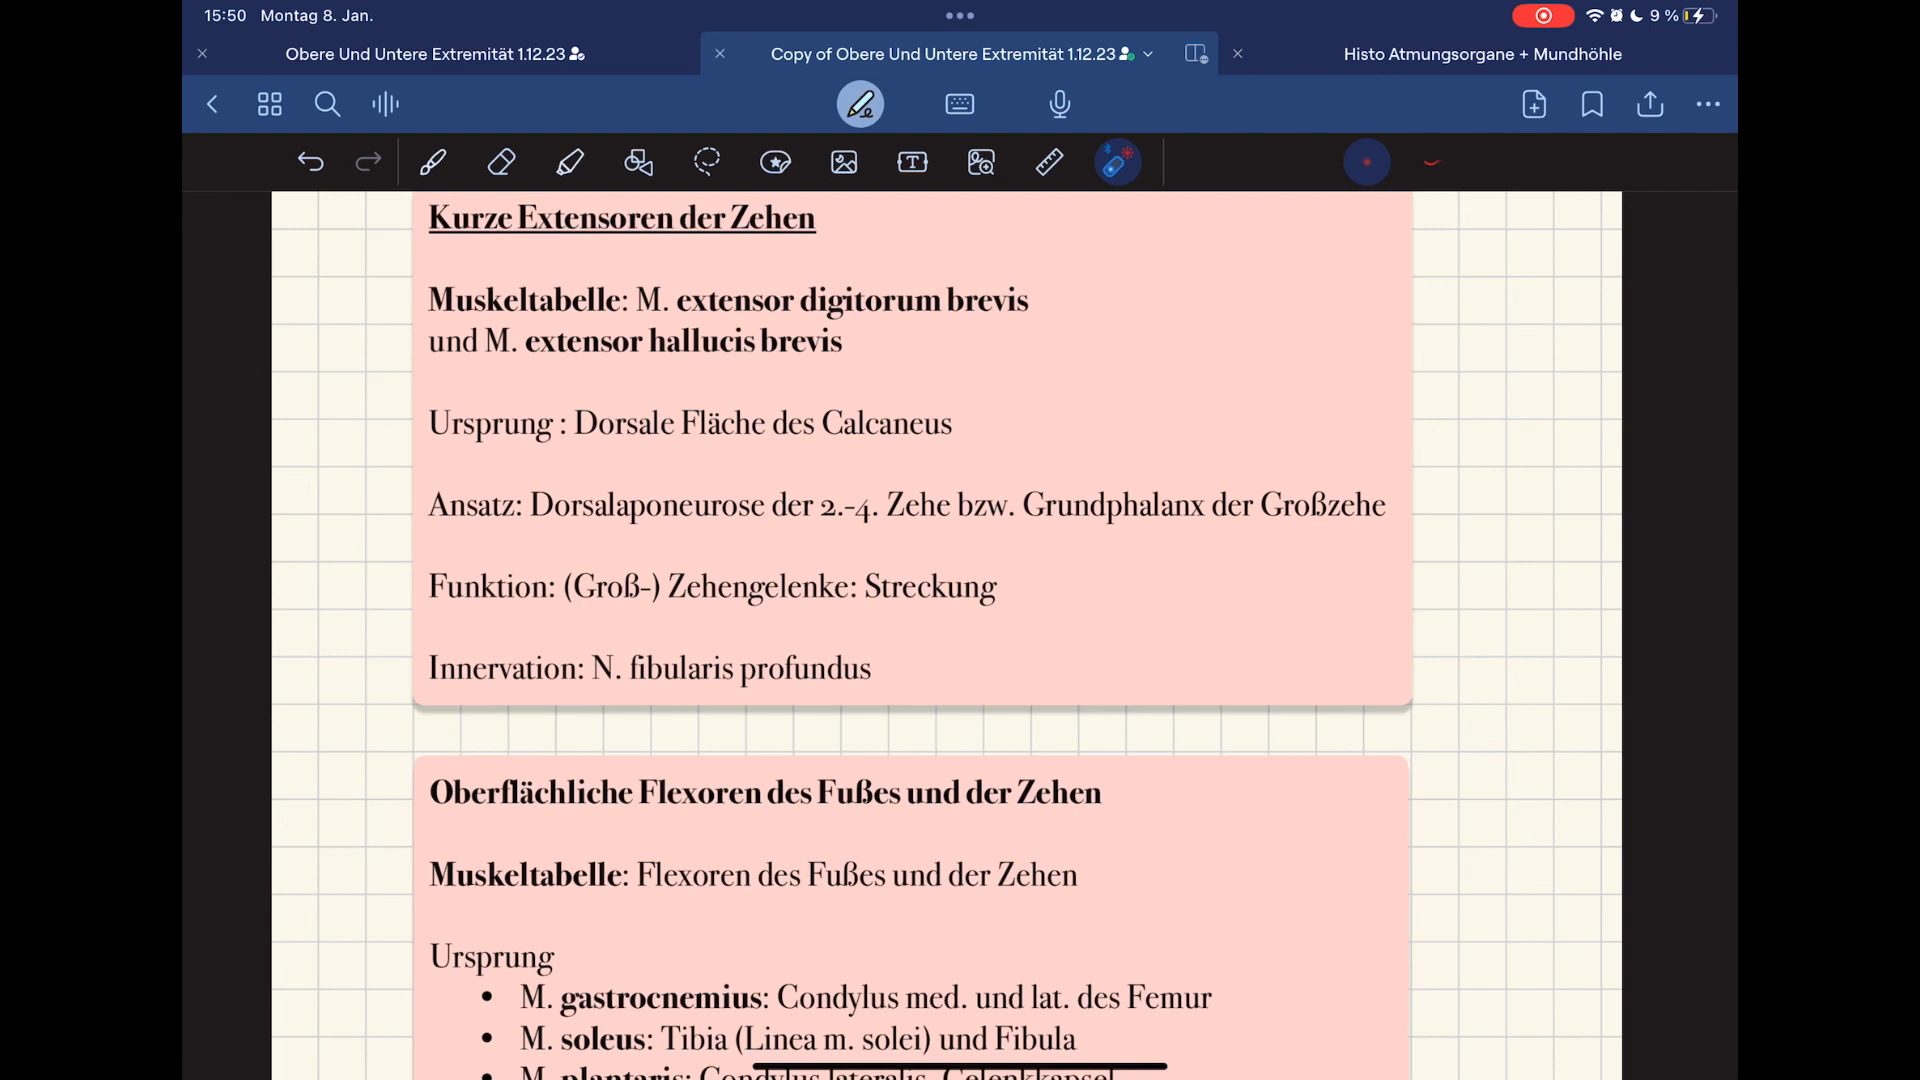 15:50 Montag 8. Jan.
9 %
Obere Und Untere Extremität 1.12.23
Copy of Obere Und Untere Extremität 1.12.23
Histo Atmungsorgane + Mundhöhle
Kurze Extensoren der Zehen
Muskeltabelle: M. extensor digitorum brevis
und M. extensor hallucis brevis
Ursprung : Dorsale Fläche des Calcaneus
Ansatz: Dorsalaponeurose der 2.-4. Zehe bzw. Grundphalanx der Großzehe
Funktion: (Groß-) Zehengelenke: Streckung
Innervation: N. fibularis profundus
Oberflächliche Flexoren des Fußes und der Zehen
Muskeltabelle: Flexoren des Fußes und der Zehen
Ursprung
• M. gastrocnemius: Condylus med. und lat. des Femur
• M. soleus: Tibia (Linea m. solei) und Fibula
• M. plantaris: Condylus lateralis, Gelenkkapsel